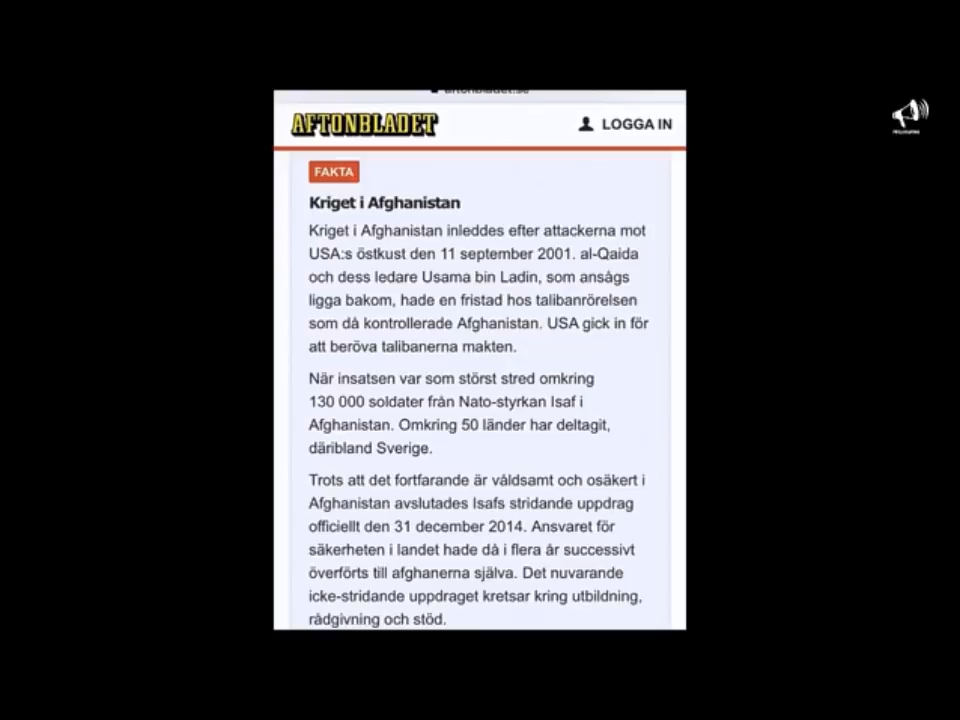 AFTONBLADET
LOGGA IN
FAKTA
Kriget i Afghanistan
Kriget i Afghanistan inleddes efter attackerna mot
USA:s östkust den 11 september 2001. al-Qaida
och dess ledare Usama bin Ladin, som ansågs
ligga bakom, hade en fristad hos talibanrörelsen
som då kontrollerade Afghanistan. USA gick in för
att beröva talibanerna makten.
När insatsen var som störst stred omkring
130 000 soldater från Nato-styrkan Isaf i
Afghanistan. Omkring 50 länder har deltagit,
däribland Sverige.
Trots att det fortfarande är våldsamt och osäkert i
Afghanistan avslutades Isafs stridande uppdrag
officiellt den 31 december 2014. Ansvaret för
säkerheten i landet hade då i flera år successivt
överförts till afghanerna själva. Det nuvarande
icke-stridande uppdraget kretsar kring utbildning,
rådgivning och stöd.